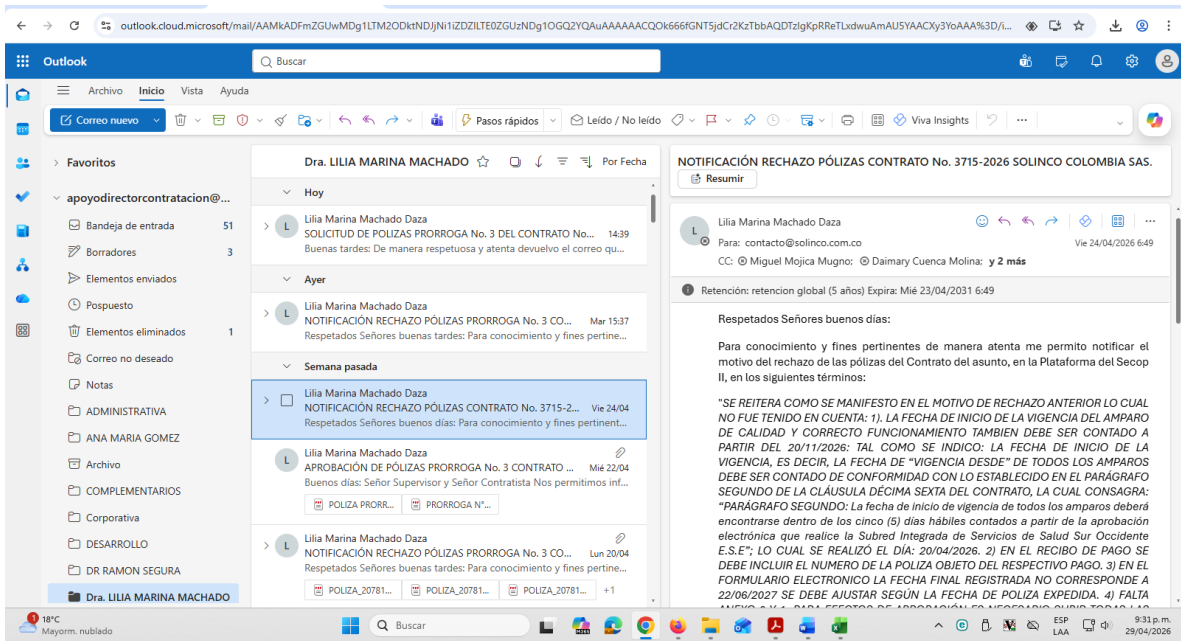 outlook.cloud.microsoft/mail/AAMkADFmZGUwMDg1LTM2ODktNDJjNi1iZDZILTE0ZGUzNDg1OGQ2YQAuAAAAAACQOk666fGNT5jdCr2KzTbbAQDTzlgKpRReTLxdwuAmAU5YAACXy3YoAAA%3D/i...
Outlook
Buscar
Archivo Inicio Vista Ayuda
Correo nuevo
Pasos rápidos
Leído / No leído
Viva Insights
Favoritos
apoyodirectorcontratacion@...
Bandeja de entrada 51
Borradores 3
Elementos enviados
Pospuesto
Elementos eliminados 1
Correo no deseado
Notas
ADMINISTRATIVA
ANA MARIA GOMEZ
Archivo
COMPLEMENTARIOS
Corporativa
DESARROLLO
DR RAMON SEGURA
Dra. LILIA MARINA MACHADO
Dra. LILIA MARINA MACHADO Por Fecha
Hoy
L
Lilia Marina Machado Daza
SOLICITUD DE POLIZAS PRORROGA No. 3 DEL CONTRATO No... 14:39
Buenas tardes: De manera respetuosa y atenta devuelvo el correo qu...
Ayer
L
Lilia Marina Machado Daza
NOTIFICACIÓN RECHAZO PÓLIZAS PRORROGA No. 3 CO... Mar 15:37
Respetados Señores buenas tardes: Para conocimiento y fines pertine...
Semana pasada
Lilia Marina Machado Daza
NOTIFICACIÓN RECHAZO PÓLIZAS CONTRATO No. 3715-2... Vie 24/04
Respetados Señores buenos días: Para conocimiento y fines pertinent...
L
Lilia Marina Machado Daza
APROBACIÓN DE PÓLIZAS PRORROGA No. 3 CONTRATO ... Mié 22/04
Buenos días: Señor Supervisor y Señor Contratista Nos permitimos inf...
POLIZA PRORR... PRORROGA N°...
L
Lilia Marina Machado Daza
NOTIFICACIÓN RECHAZO PÓLIZAS PRORROGA No. 3 CO... Lun 20/04
Respetados Señores buenas tardes: Para conocimiento y fines pertine...
POLIZA_20781... POLIZA_20781... POLIZA_20781... +1
NOTIFICACIÓN RECHAZO PÓLIZAS CONTRATO No. 3715-2026 SOLINCO COLOMBIA SAS.
Resumir
L
Lilia Marina Machado Daza
Para: contacto@solinco.com.co Vie 24/04/2026 6:49
CC: Miguel Mojica Mugno; Daimary Cuenca Molina; y 2 más
Retención: retencion global (5 años) Expira: Mié 23/04/2031 6:49
Respetados Señores buenos días:
Para conocimiento y fines pertinentes de manera atenta me permito notificar el
motivo del rechazo de las pólizas del Contrato del asunto, en la Plataforma del Secop
II, en los siguientes términos:
"SE REITERA COMO SE MANIFESTO EN EL MOTIVO DE RECHAZO ANTERIOR LO CUAL
NO FUE TENIDO EN CUENTA: 1). LA FECHA DE INICIO DE LA VIGENCIA DEL AMPARO
DE CALIDAD Y CORRECTO FUNCIONAMIENTO TAMBIEN DEBE SER CONTADO A
PARTIR DEL 20/11/2026: TAL COMO SE INDICO: LA FECHA DE INICIO DE LA
VIGENCIA, ES DECIR, LA FECHA DE "VIGENCIA DESDE" DE TODOS LOS AMPAROS
DEBE SER CONTADO DE CONFORMIDAD CON LO ESTABLECIDO EN EL PARÁGRAFO
SEGUNDO DE LA CLÁUSULA DÉCIMA SEXTA DEL CONTRATO, LA CUAL CONSAGRA:
"PARÁGRAFO SEGUNDO: La fecha de inicio de vigencia de todos los amparos deberá
encontrarse dentro de los cinco (5) días hábiles contados a partir de la aprobación
electrónica que realice la Subred Integrada de Servicios de Salud Sur Occidente
E.S.E"; LO CUAL SE REALIZÓ EL DÍA: 20/04/2026. 2) EN EL RECIBO DE PAGO SE
DEBE INCLUIR EL NUMERO DE LA POLIZA OBJETO DEL RESPECTIVO PAGO. 3) EN EL
FORMULARIO ELECTRONICO LA FECHA FINAL REGISTRADA NO CORRESPONDE A
22/06/2027 SE DEBE AJUSTAR SEGÚN LA FECHA DE POLIZA EXPEDIDA. 4) FALTA
18°C
Mayorm. nublado
Buscar
ESP
LAA
9:31 p.m.
29/04/2026